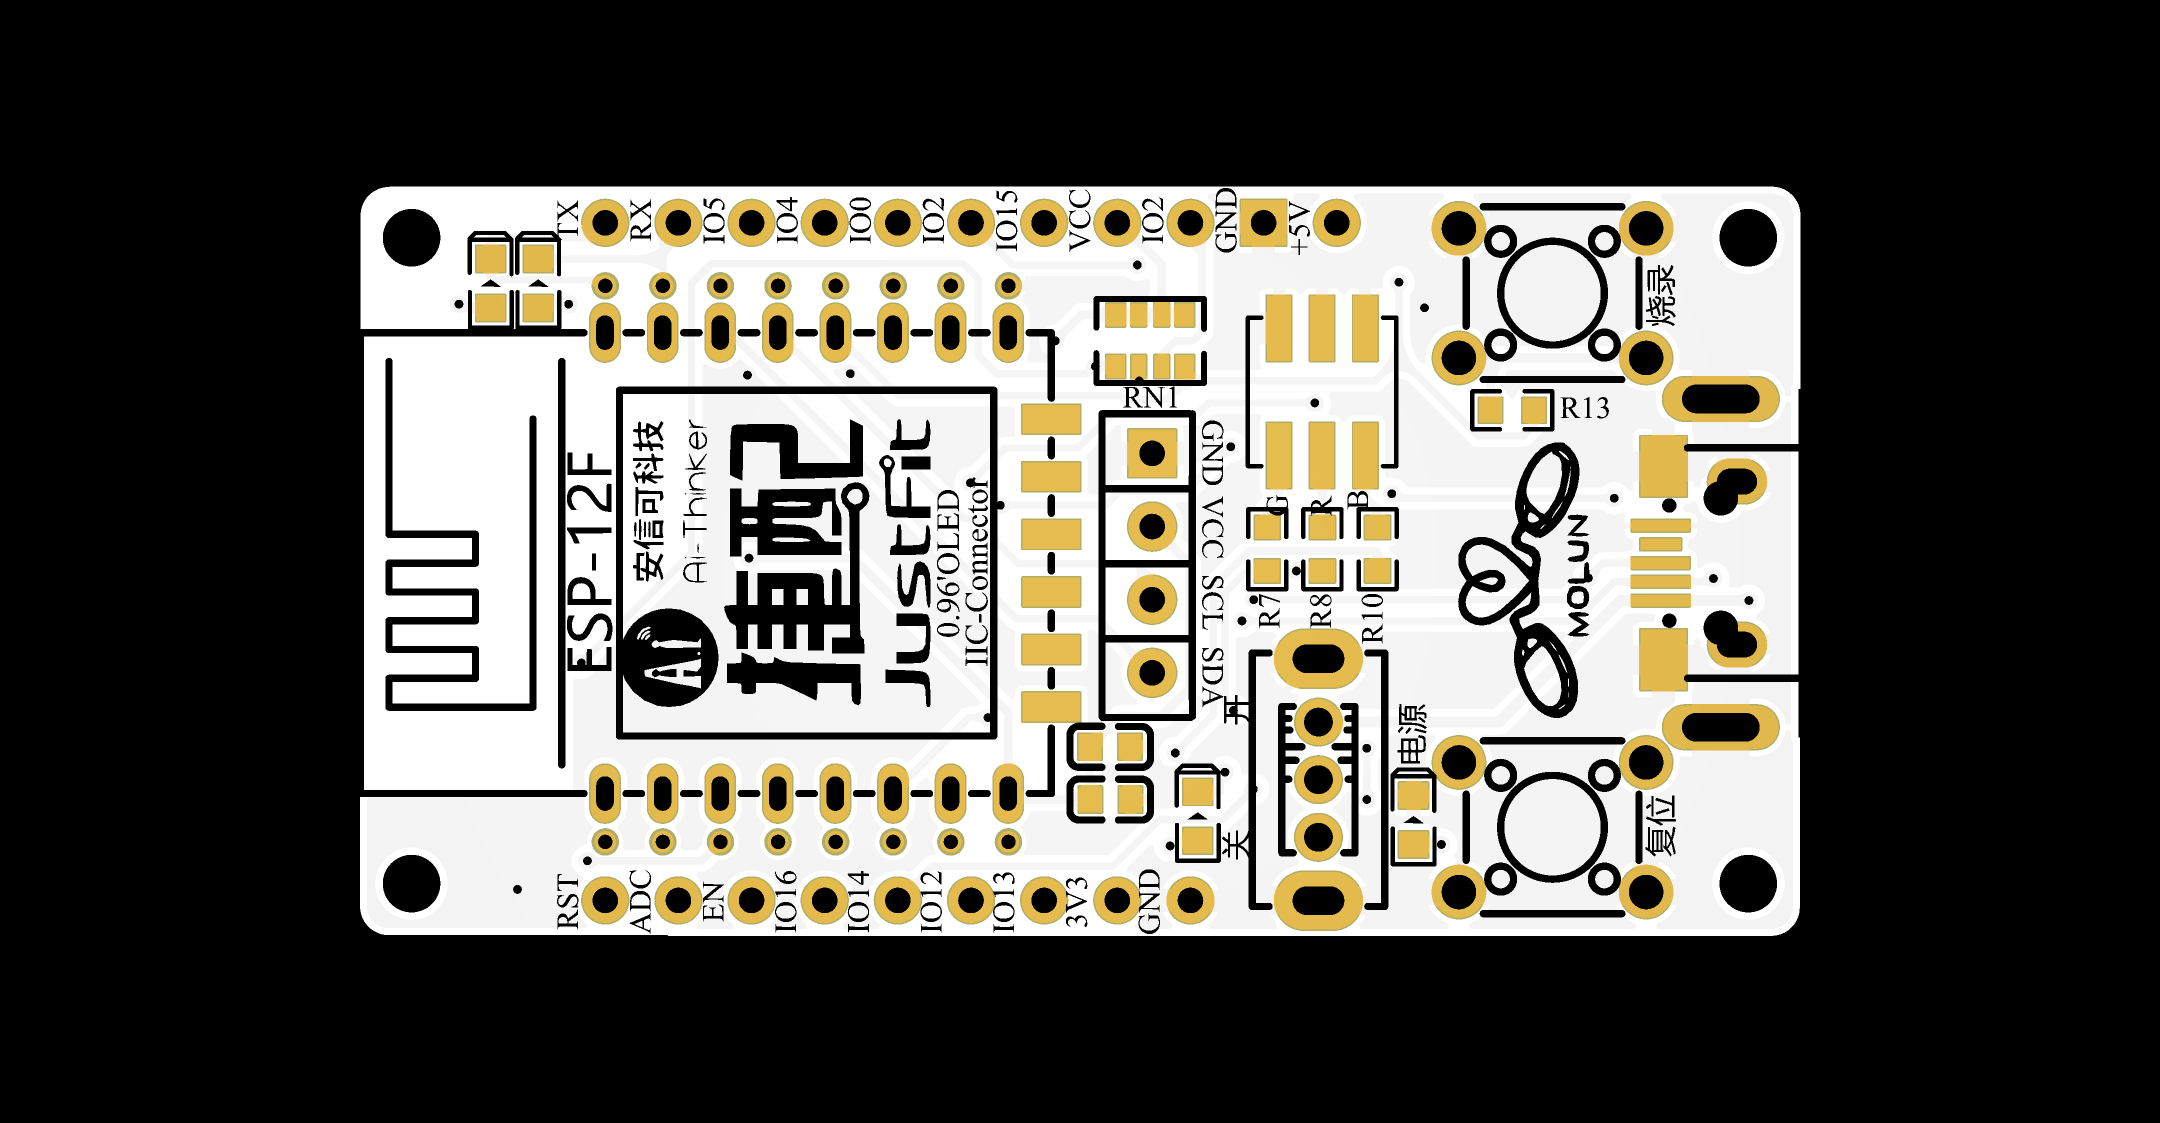 TX
RX
IO5
IO4
IO0
IO2
IO15
VCC
IO2
GND
+5V
烧录
RN1
R13
ESP-12F
安信可科技
Ai-Thinker
AI
建配
JustFit
0.96'OLED
IIC-Connector
GND
VCC
SCL
SDA
G
R
B
R7
R8
R10
MOLUN
开
关
电源
复位
RST
ADC
EN
IO16
IO14
IO12
IO13
3V3
GND